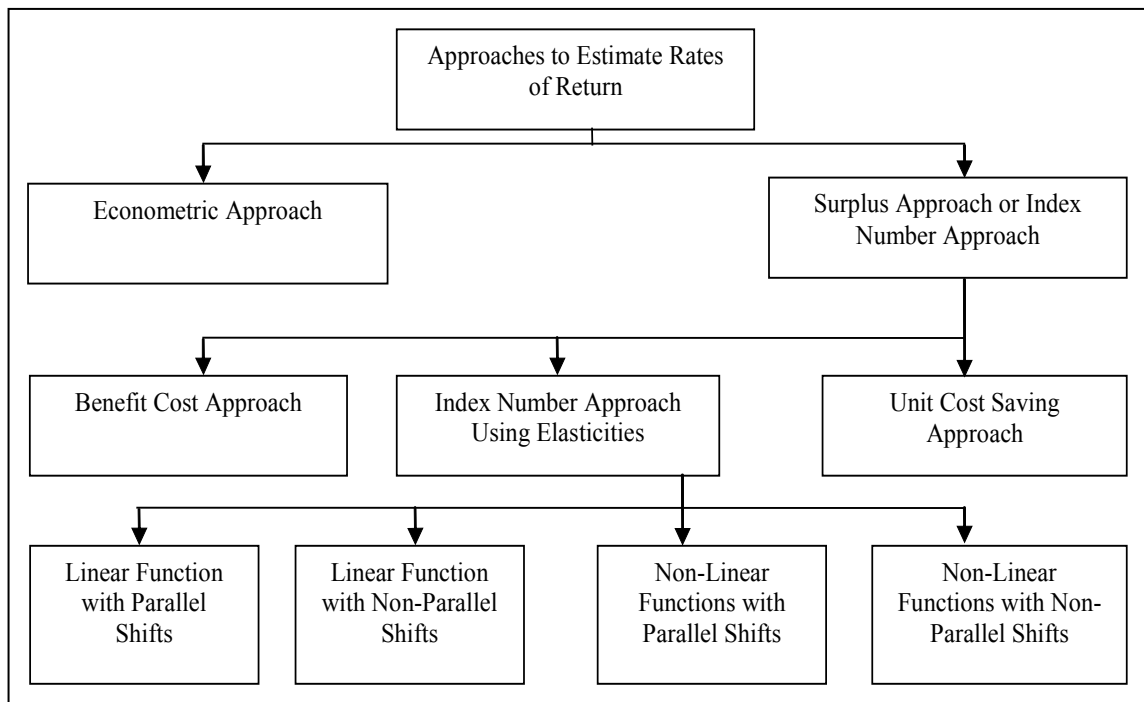 Approaches to Estimate Rates
of Return
Econometric Approach
Surplus Approach or Index
Number Approach
Benefit Cost Approach
Index Number Approach
Using Elasticities
Unit Cost Saving
Approach
Linear Function
with Parallel
Shifts
Linear Function
with Non-Parallel
Shifts
Non-Linear
Functions with
Parallel Shifts
Non-Linear
Functions with Non-
Parallel Shifts